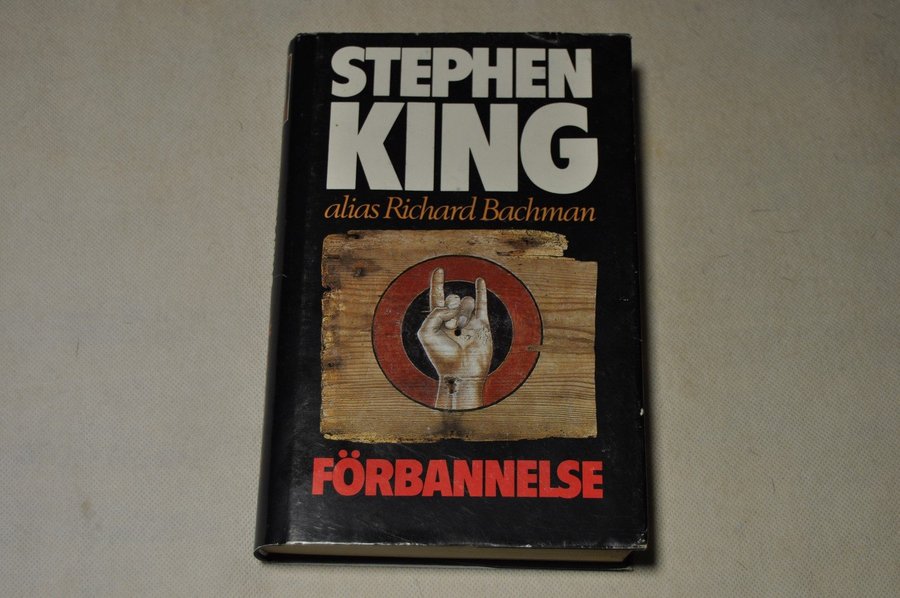 STEPHEN
KING
alias Richard Bachman
FÖRBANNELSE